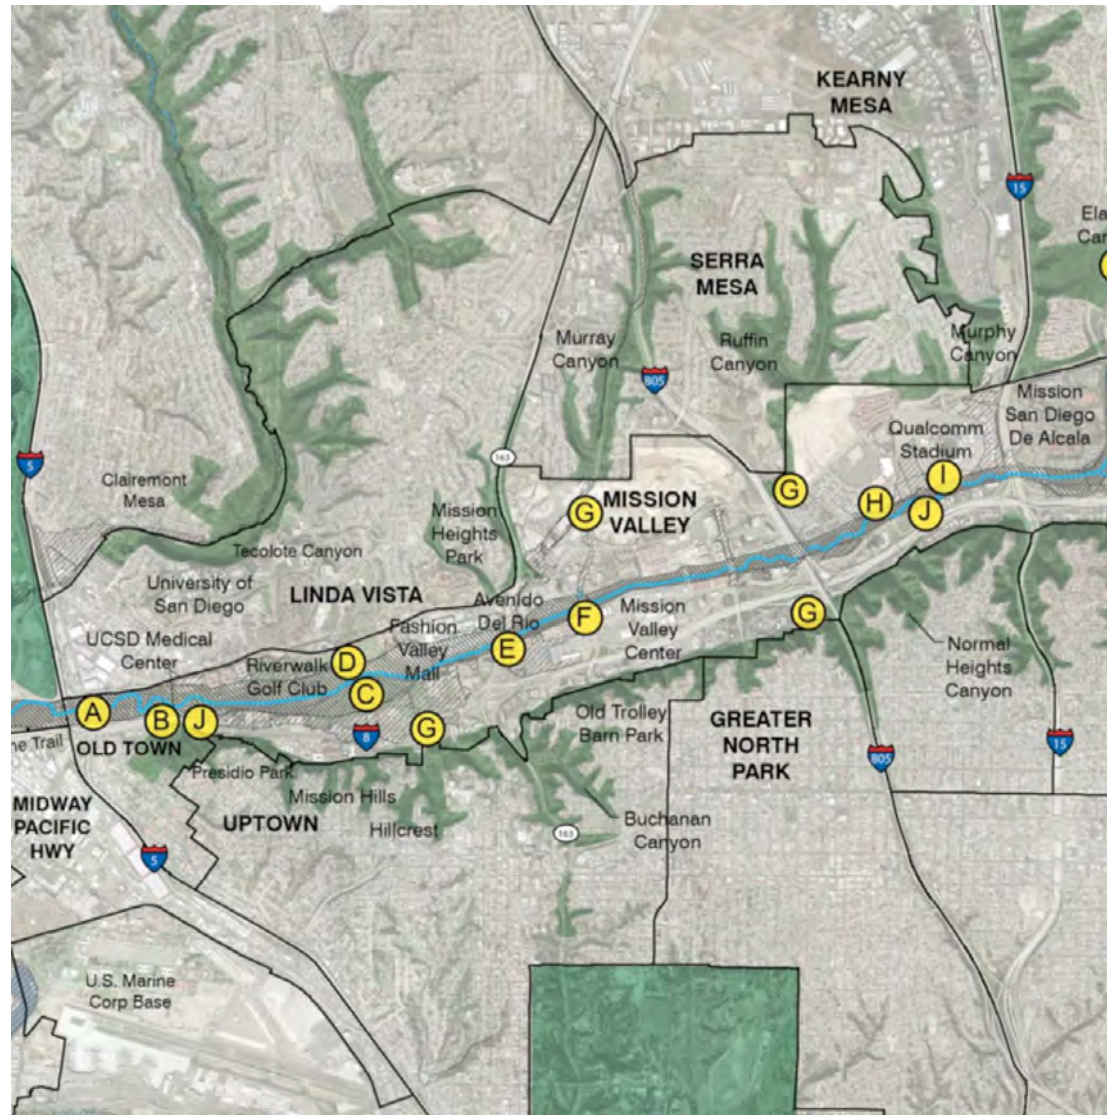 KEARNY
MESA
15
Ela
Car
SERRA
MESA
Murray
Canyon
Ruffin
Canyon
Murphy
Canyon
805
Mission
San Diego
De Alcala
Qualcomm
Stadium
5
163
Clairemont
Mesa
I
G
H
J
G
MISSION
VALLEY
Mission
Heights
Park
Tecolote Canyon
University of
San Diego
LINDA VISTA
Avenido
Del Rio
F
Mission
Valley
Center
G
UCSD Medical
Center
Fashion
Valley
Mall
E
D
Riverwalk
Golf Club
C
Normal
Heights
Canyon
A
B
J
G
8
Old Trolley
Barn Park
GREATER
NORTH
PARK
15
805
ne Trail
OLD TOWN
Presidio Park
Mission Hills
UPTOWN
Hillcrest
163
Buchanan
Canyon
MIDWAY
PACIFIC
HWY
5
U.S. Marine
Corp Base